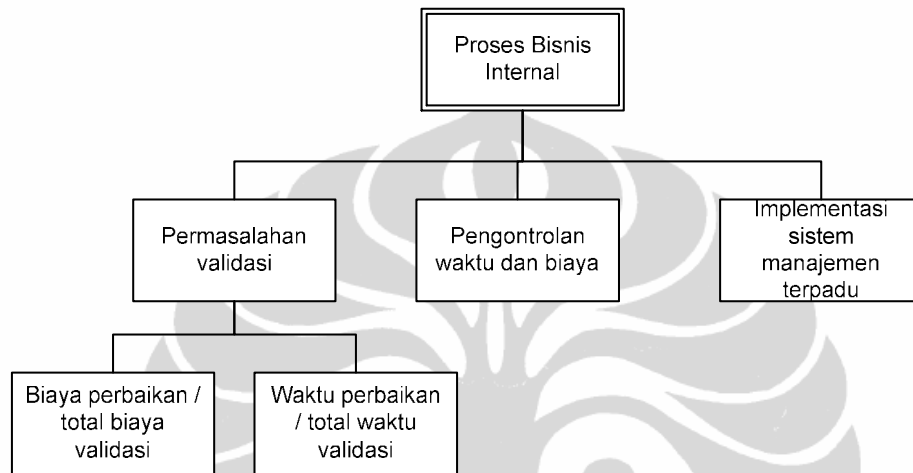 Proses Bisnis
Internal
Permasalahan
validasi
Pengontrolan
waktu dan biaya
Implementasi
sistem
manajemen
terpadu
Biaya perbaikan /
total biaya
validasi
Waktu perbaikan
/ total waktu
validasi